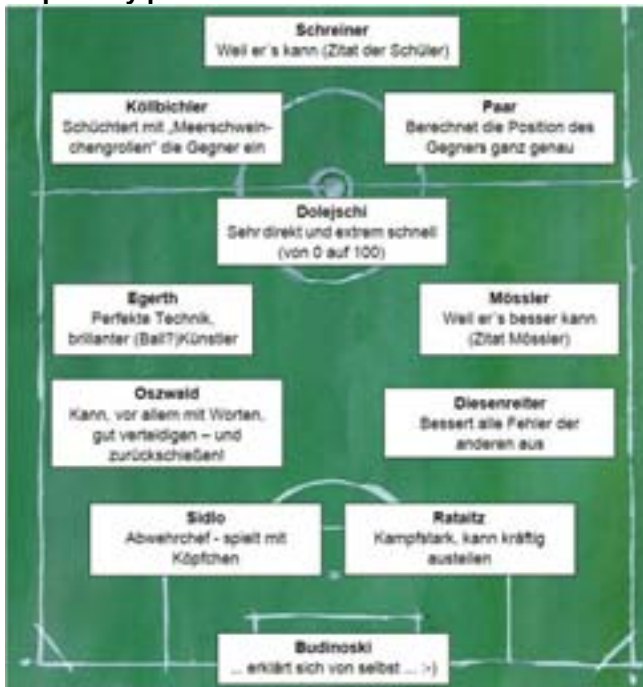 Schreiner
Weil er´s kann (Zitat der Schüler)
Köllbichler
Schüchtert mit „Meerschwein-
chengrollen“ die Gegner ein
Paar
Berechnet die Position des
Gegners ganz genau
Dolejschi
Sehr direkt und extrem schnell
(von 0 auf 100)
Egerth
Perfekte Technik,
brillanter (Ball?)Künstler
Mössler
Weil er´s besser kann
(Zitat Mössler)
Oszwald
Kann, vor allem mit Worten,
gut verteidigen – und
zurückschießen!
Diesenreiter
Bessert alle Fehler der
anderen aus
Sidlo
Abwehrchef - spielt mit
Köpfchen
Rataitz
Kampfstark, kann kräftig
austeilen
Budinoski
... erklärt sich von selbst ... :-)